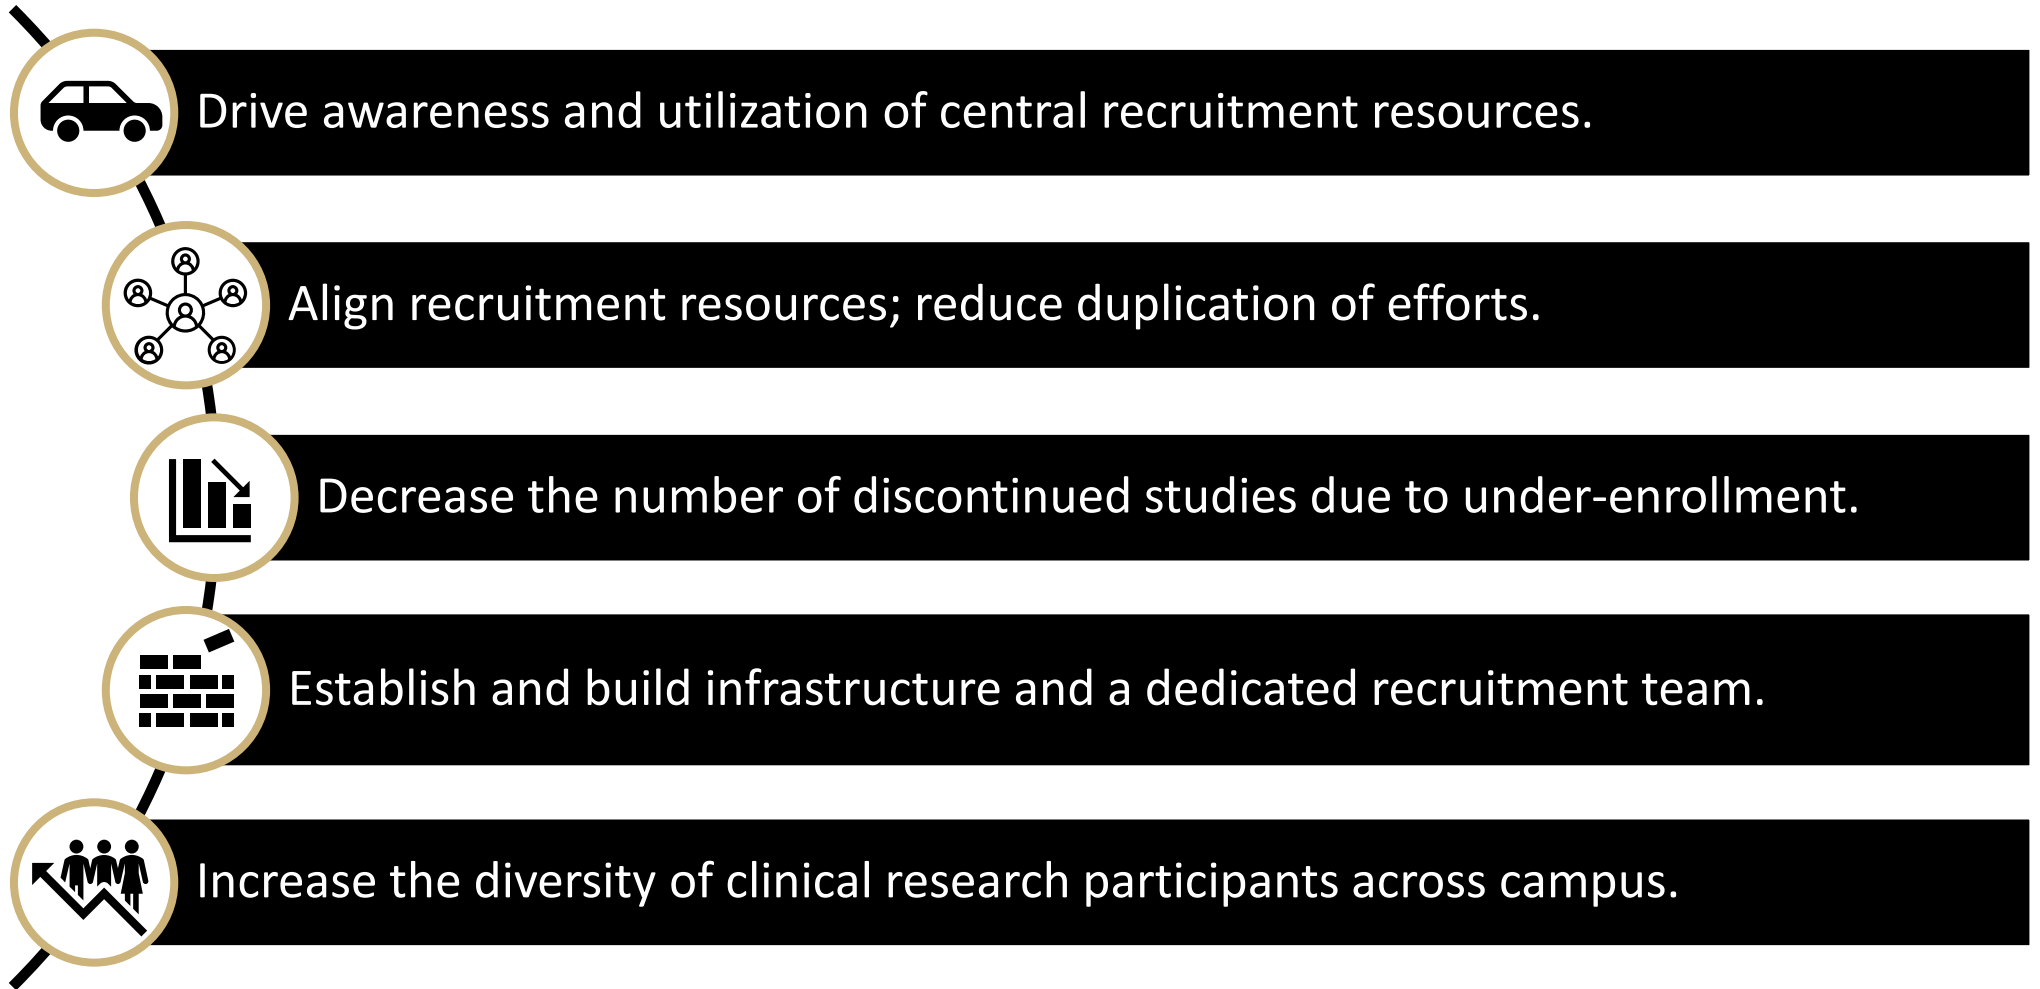 Drive awareness and utilization of central recruitment resources.
Align recruitment resources; reduce duplication of efforts.
Decrease the number of discontinued studies due to under-enrollment.
Establish and build infrastructure and a dedicated recruitment team.
Increase the diversity of clinical research participants across campus.